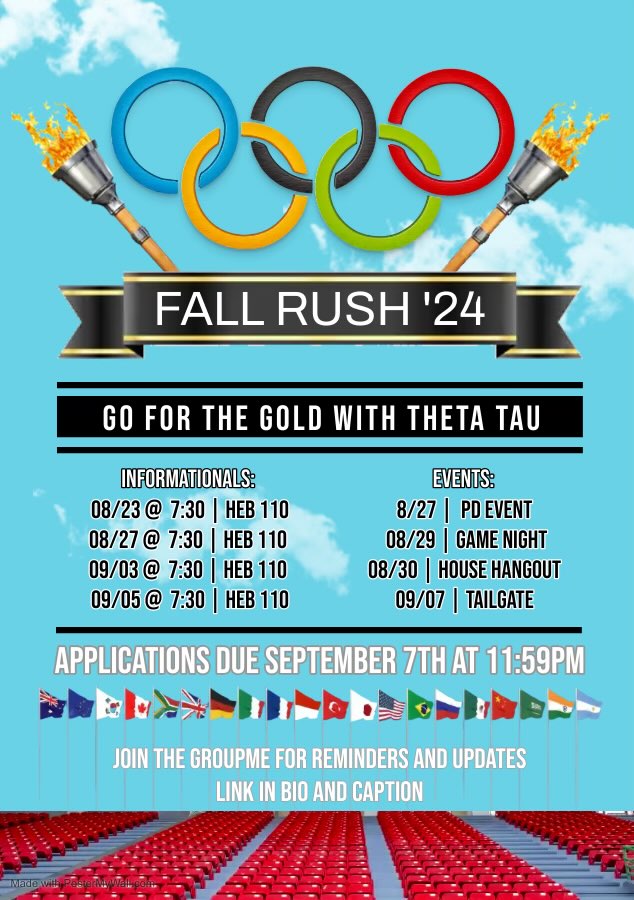 FALL RUSH '24
GO FOR THE GOLD WITH THETA TAU
INFORMATIONALS:
08/23 @ 7:30 | HEB 110
08/27 @ 7:30 | HEB 110
09/03 @ 7:30 | HEB 110
09/05 @ 7:30 | HEB 110
EVENTS:
8/27 | PD EVENT
08/29 | GAME NIGHT
08/30 | HOUSE HANGOUT
09/07 | TAILGATE
APPLICATIONS DUE SEPTEMBER 7TH AT 11:59PM
JOIN THE GROUPME FOR REMINDERS AND UPDATES
LINK IN BIO AND CAPTION
Made with PosterMyWall.com